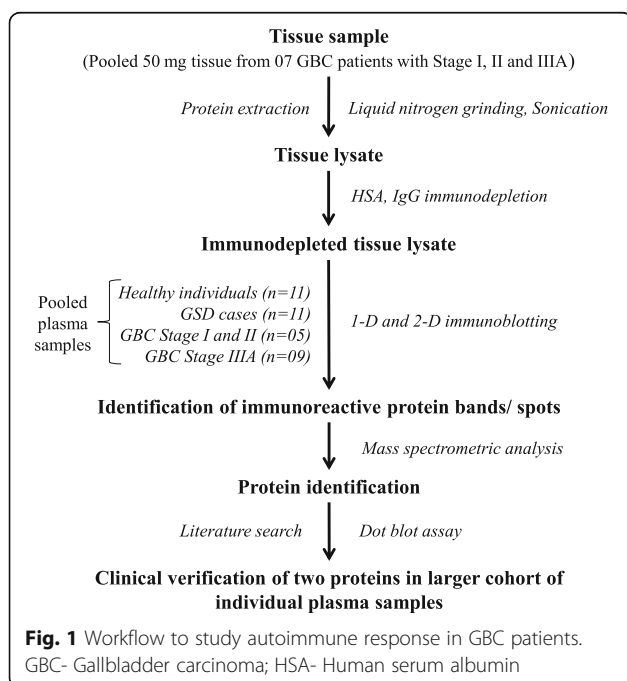 Tissue sample
(Pooled 50 mg tissue from 07 GBC patients with Stage I, II and IIIA)
Protein extraction
Liquid nitrogen grinding, Sonication
Tissue lysate
HSA, IgG immunodepletion
Immunodepleted tissue lysate
Pooled
plasma
samples
Healthy individuals (n=11)
GSD cases (n=11)
GBC Stage I and II (n=05)
GBC Stage IIIA (n=09)
1-D and 2-D immunoblotting
Identification of immunoreactive protein bands/ spots
Mass spectrometric analysis
Protein identification
Literature search
Dot blot assay
Clinical verification of two proteins in larger cohort of
individual plasma samples
Fig. 1 Workflow to study autoimmune response in GBC patients.
GBC- Gallbladder carcinoma; HSA- Human serum albumin